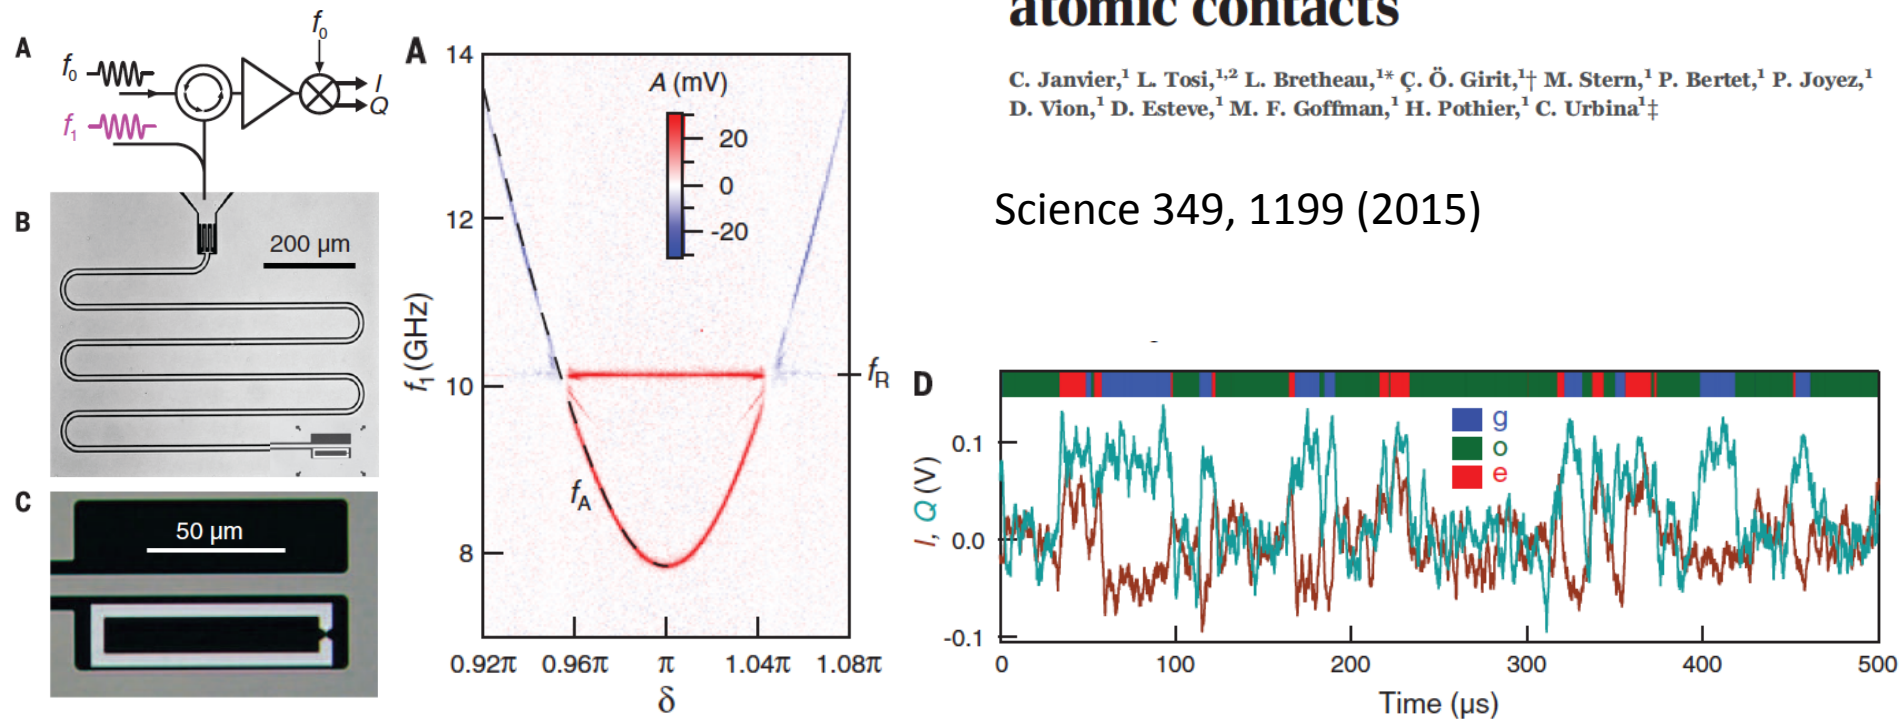 atomic contacts
C. Janvier,¹ L. Tosi,¹,² L. Bretheau,¹* Ç. Ö. Girit,¹† M. Stern,¹ P. Bertet,¹ P. Joyez,¹
D. Vion,¹ D. Esteve,¹ M. F. Goffman,¹ H. Pothier,¹ C. Urbina¹‡
Science 349, 1199 (2015)
A
f₀
f₀
I
Q
f₁
B
200 µm
C
50 µm
A
14
12
10
8
f₁ (GHz)
A (mV)
20
0
-20
fR
fA
0.92π 0.96π π 1.04π 1.08π
δ
D
g
o
e
I, Q (V)
0.1
0.0
-0.1
0 100 200 300 400 500
Time (µs)